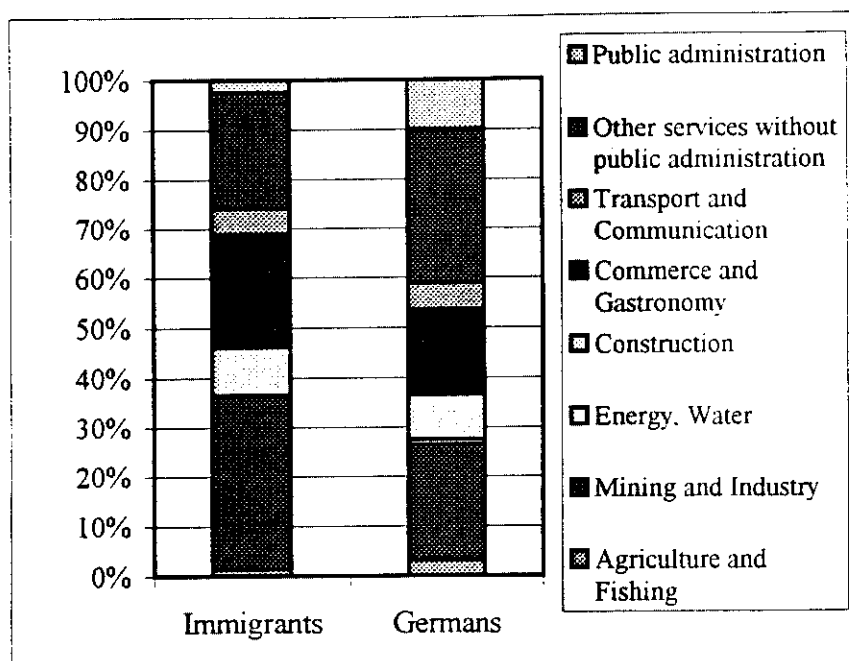 100%
90%
80%
70%
60%
50%
40%
30%
20%
10%
0%
Immigrants
Germans
Public administration
Other services without
public administration
Transport and
Communication
Commerce and
Gastronomy
Construction
Energy, Water
Mining and Industry
Agriculture and
Fishing